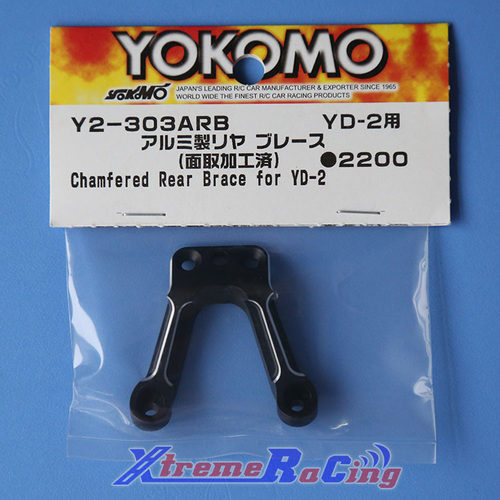 YOKOMO
YOKOMO
JAPAN'S LEADING R/C CAR MANUFACTURER & EXPORTER SINCE 1965
WORLD WIDE THE FINEST R/C CAR RACING PRODUCTS
Y2-303ARB YD-2用
アルミ製リヤ ブレース
(面取加工済) ●2200
Chamfered Rear Brace for YD-2
XtremeRaCing